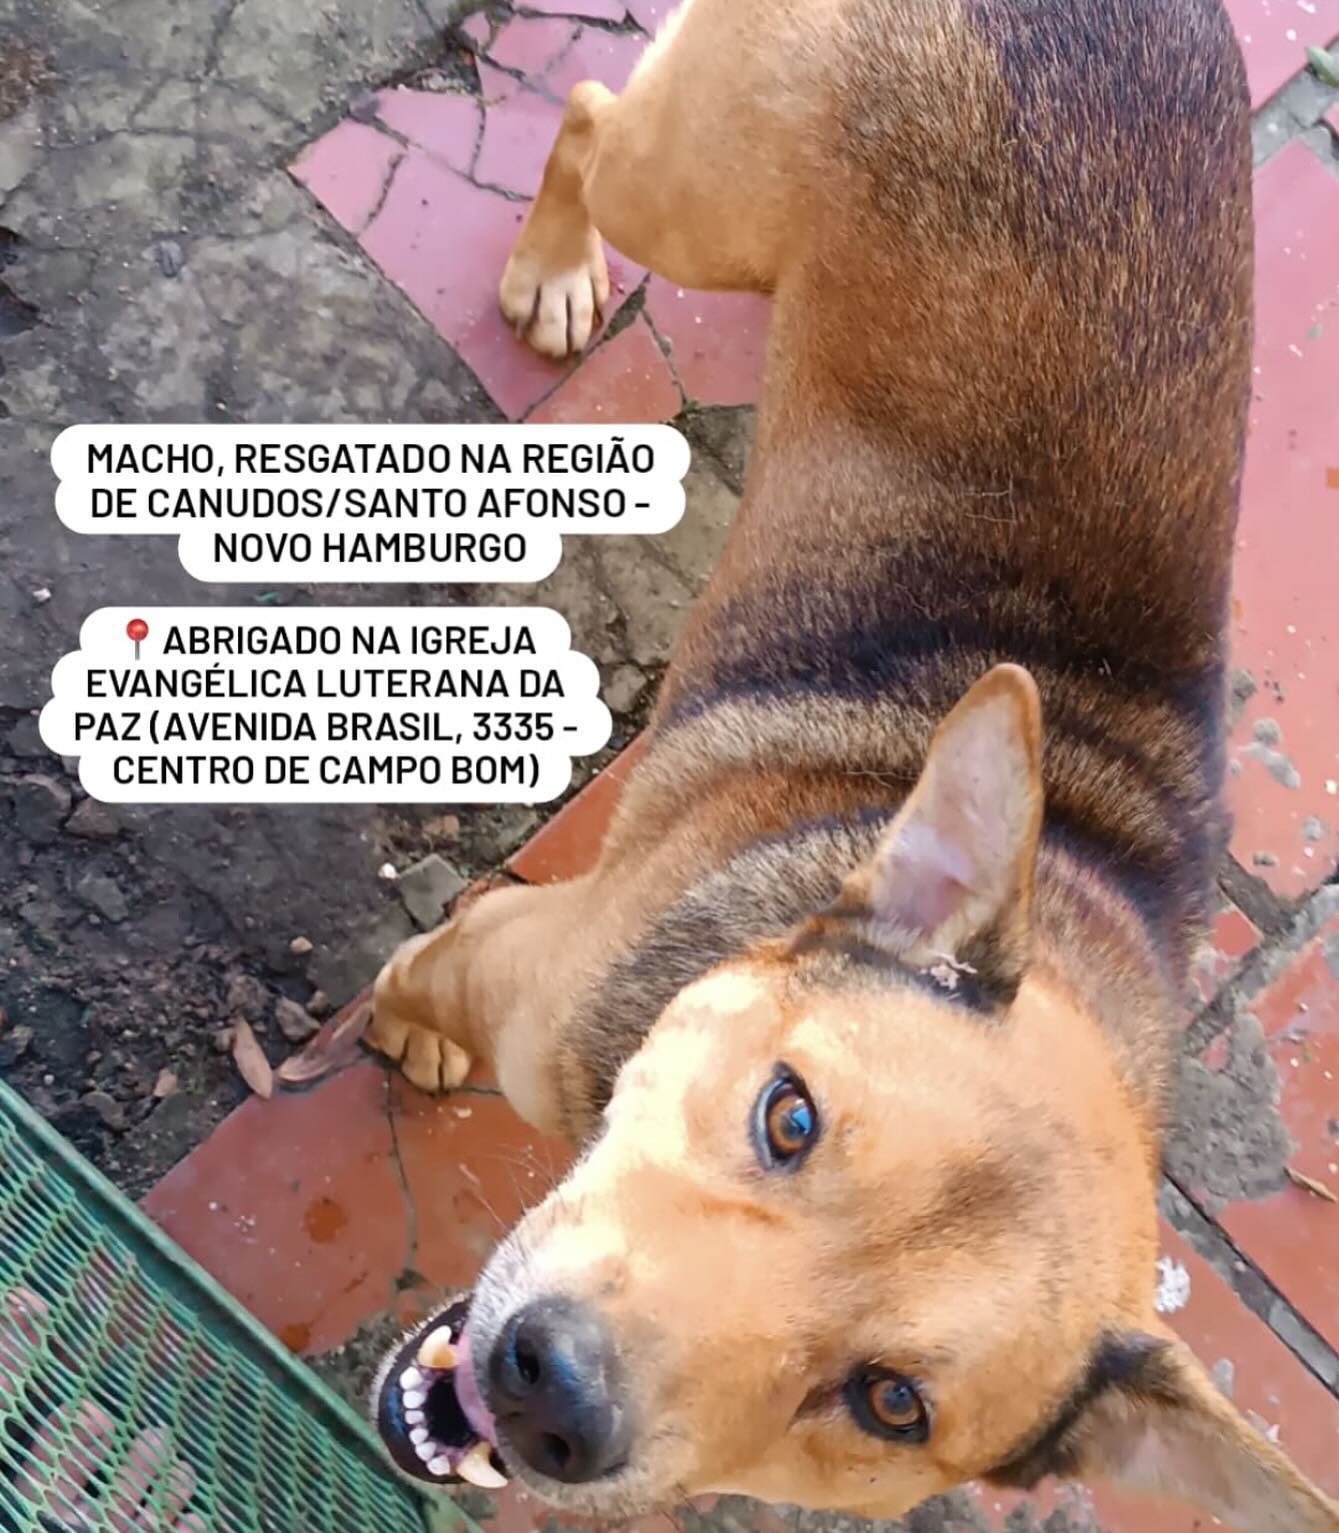 MACHO, RESGATADO NA REGIÃO
DE CANUDOS/SANTO AFONSO -
NOVO HAMBURGO
📍ABRIGADO NA IGREJA
EVANGÉLICA LUTERANA DA
PAZ (AVENIDA BRASIL, 3335 -
CENTRO DE CAMPO BOM)